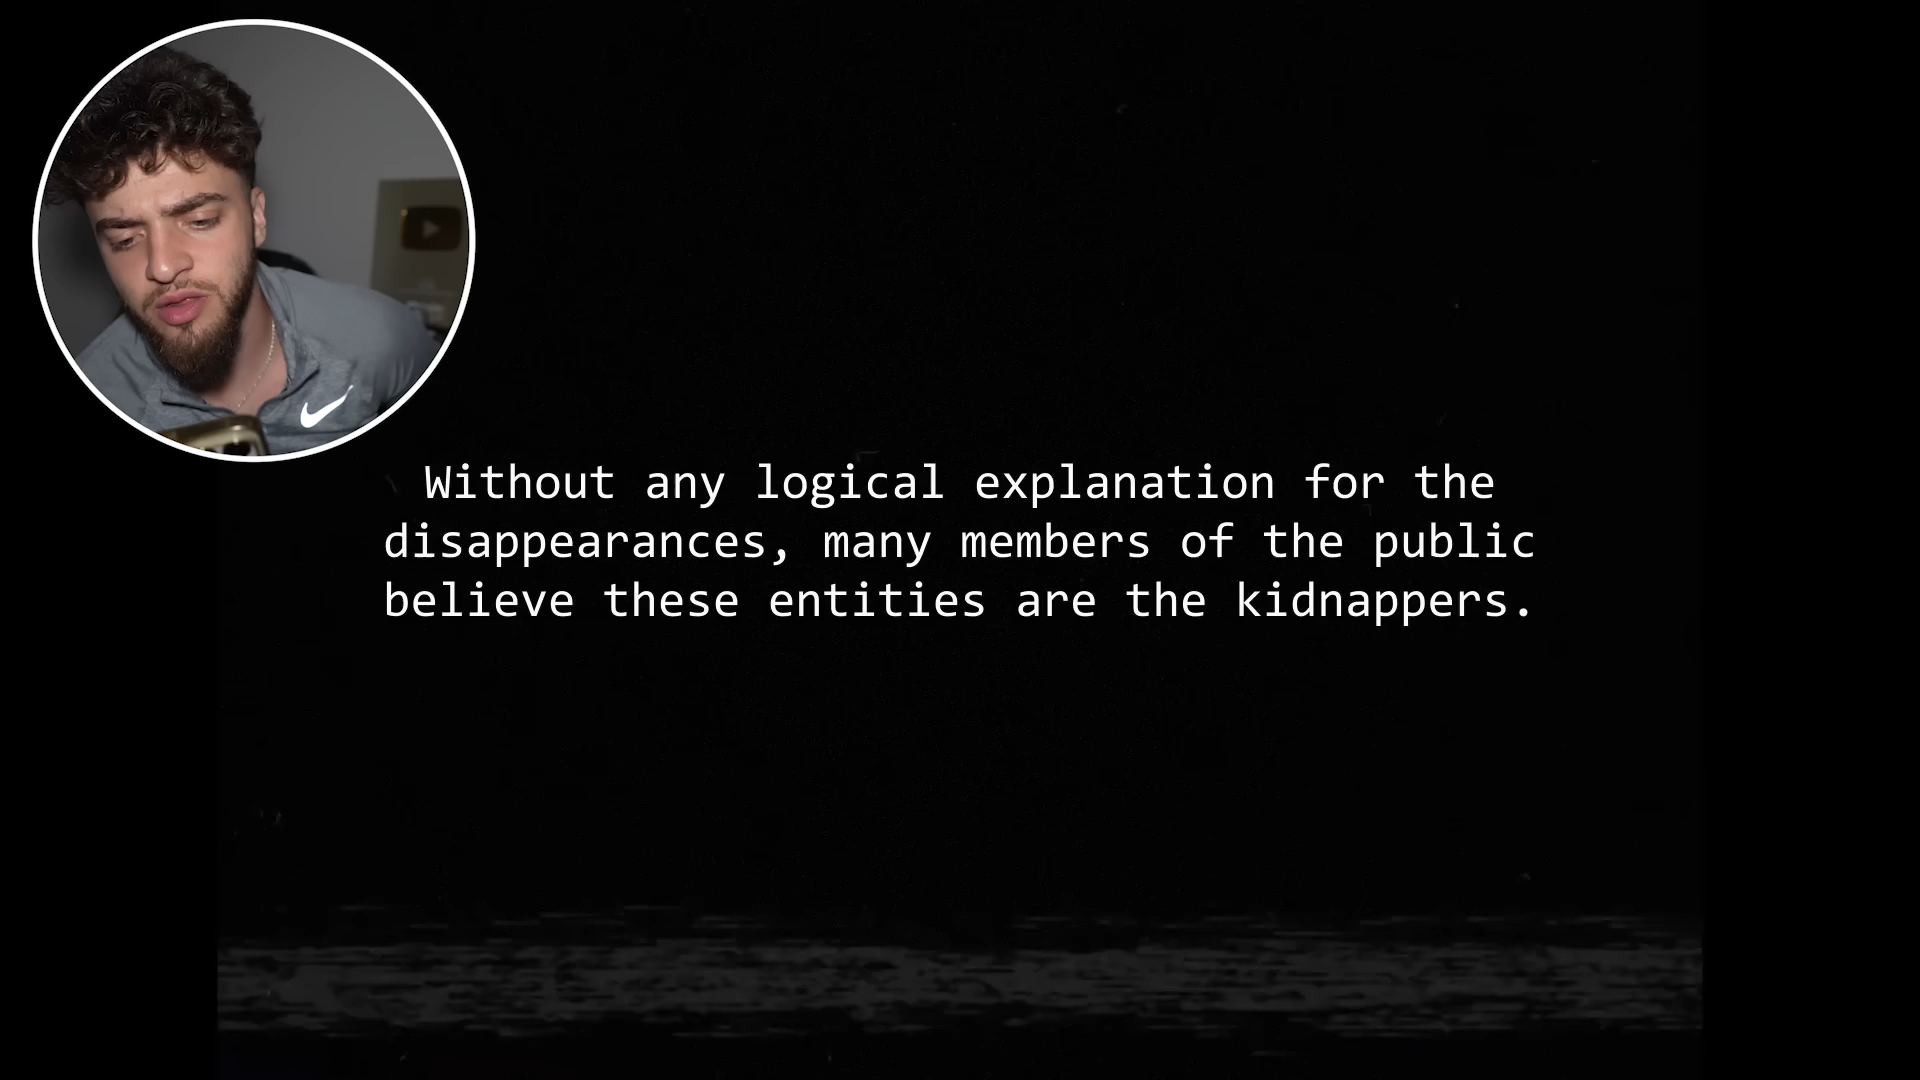 Without any logical explanation for the
disappearances, many members of the public
believe these entities are the kidnappers.